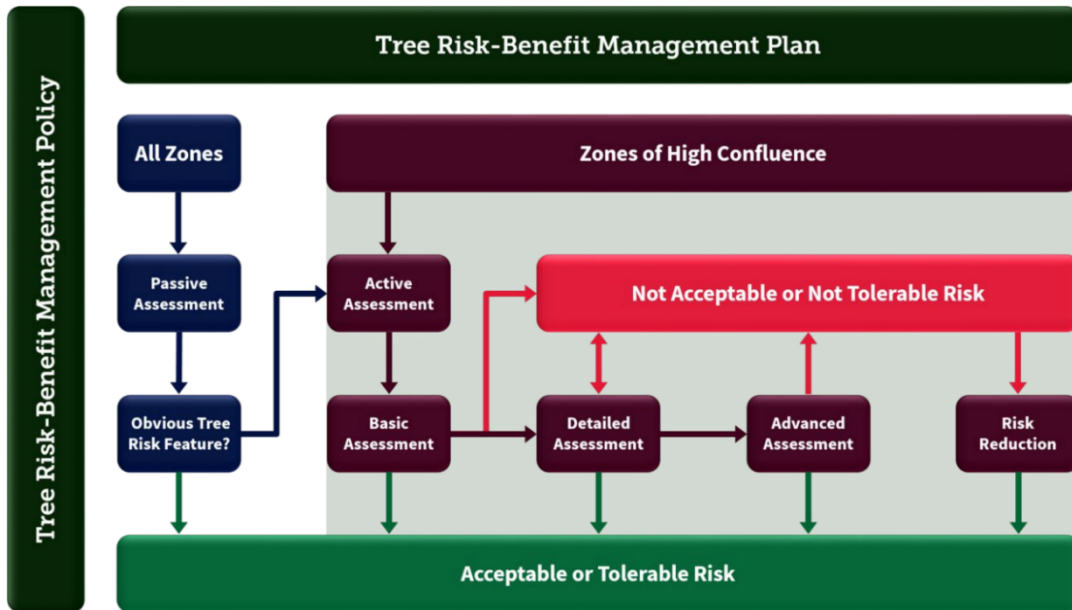 Tree Risk-Benefit Management Policy
Tree Risk-Benefit Management Plan
All Zones
Zones of High Confluence
Passive
Assessment
Active
Assessment
Not Acceptable or Not Tolerable Risk
Obvious Tree
Risk Feature?
Basic
Assessment
Detailed
Assessment
Advanced
Assessment
Risk
Reduction
Acceptable or Tolerable Risk